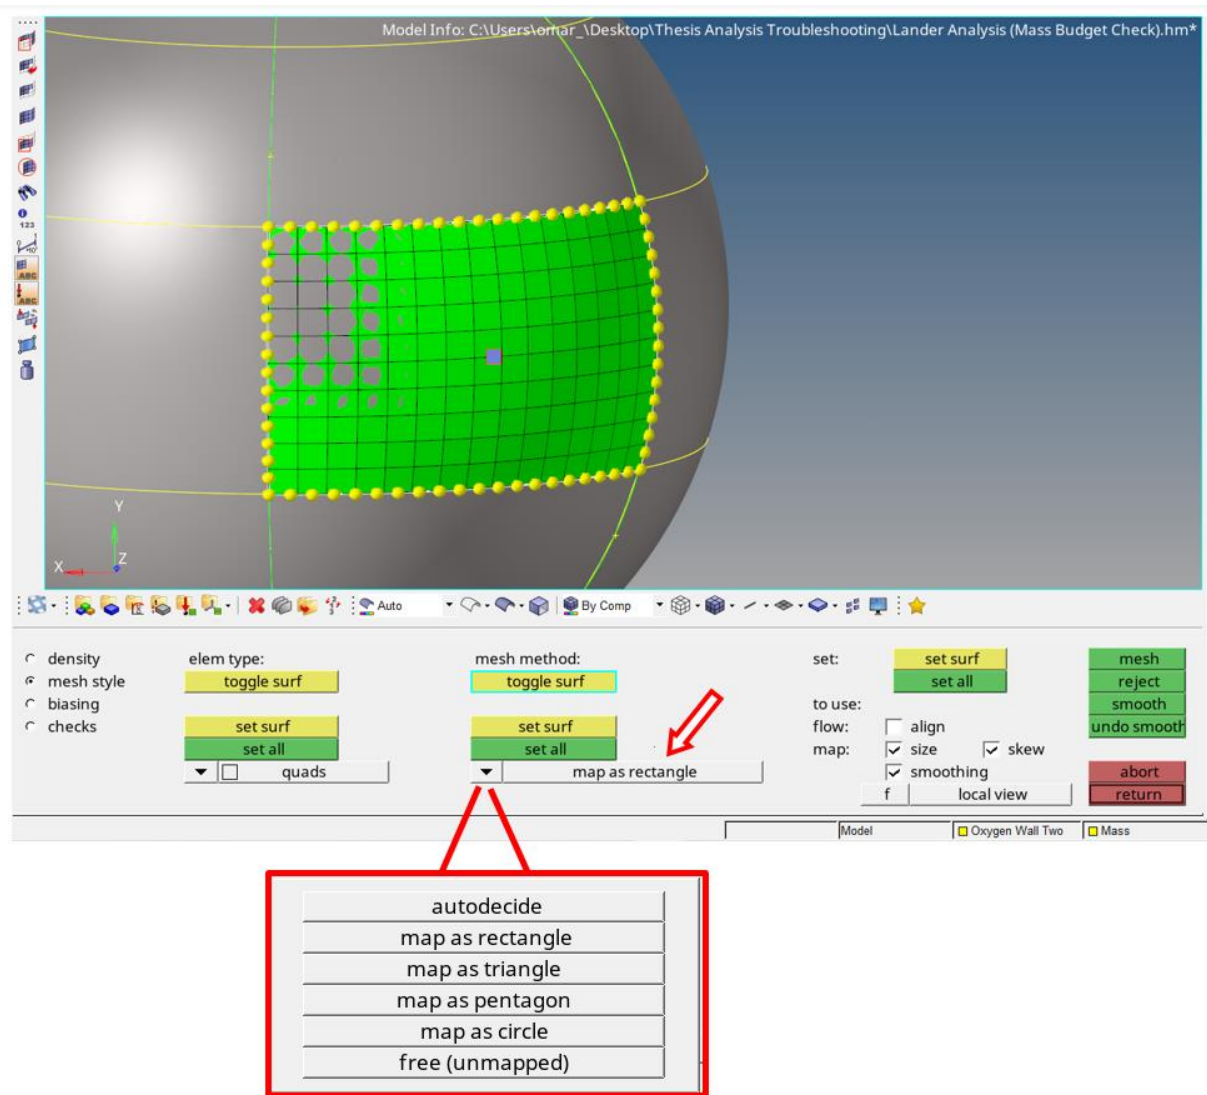 Model Info: C:\Users\omar_\Desktop\Thesis Analysis Troubleshooting\Lander Analysis (Mass Budget Check).hm*
123
ABC
ABC
Y
X
Z
Auto
By Comp
density
mesh style
biasing
checks
elem type:
toggle surf
set surf
set all
quads
mesh method:
toggle surf
set surf
set all
map as rectangle
set:
set surf
set all
to use:
flow:
align
map:
size
skew
smoothing
f
local view
mesh
reject
smooth
undo smooth
abort
return
Model
Oxygen Wall Two
Mass
autodecide
map as rectangle
map as triangle
map as pentagon
map as circle
free (unmapped)